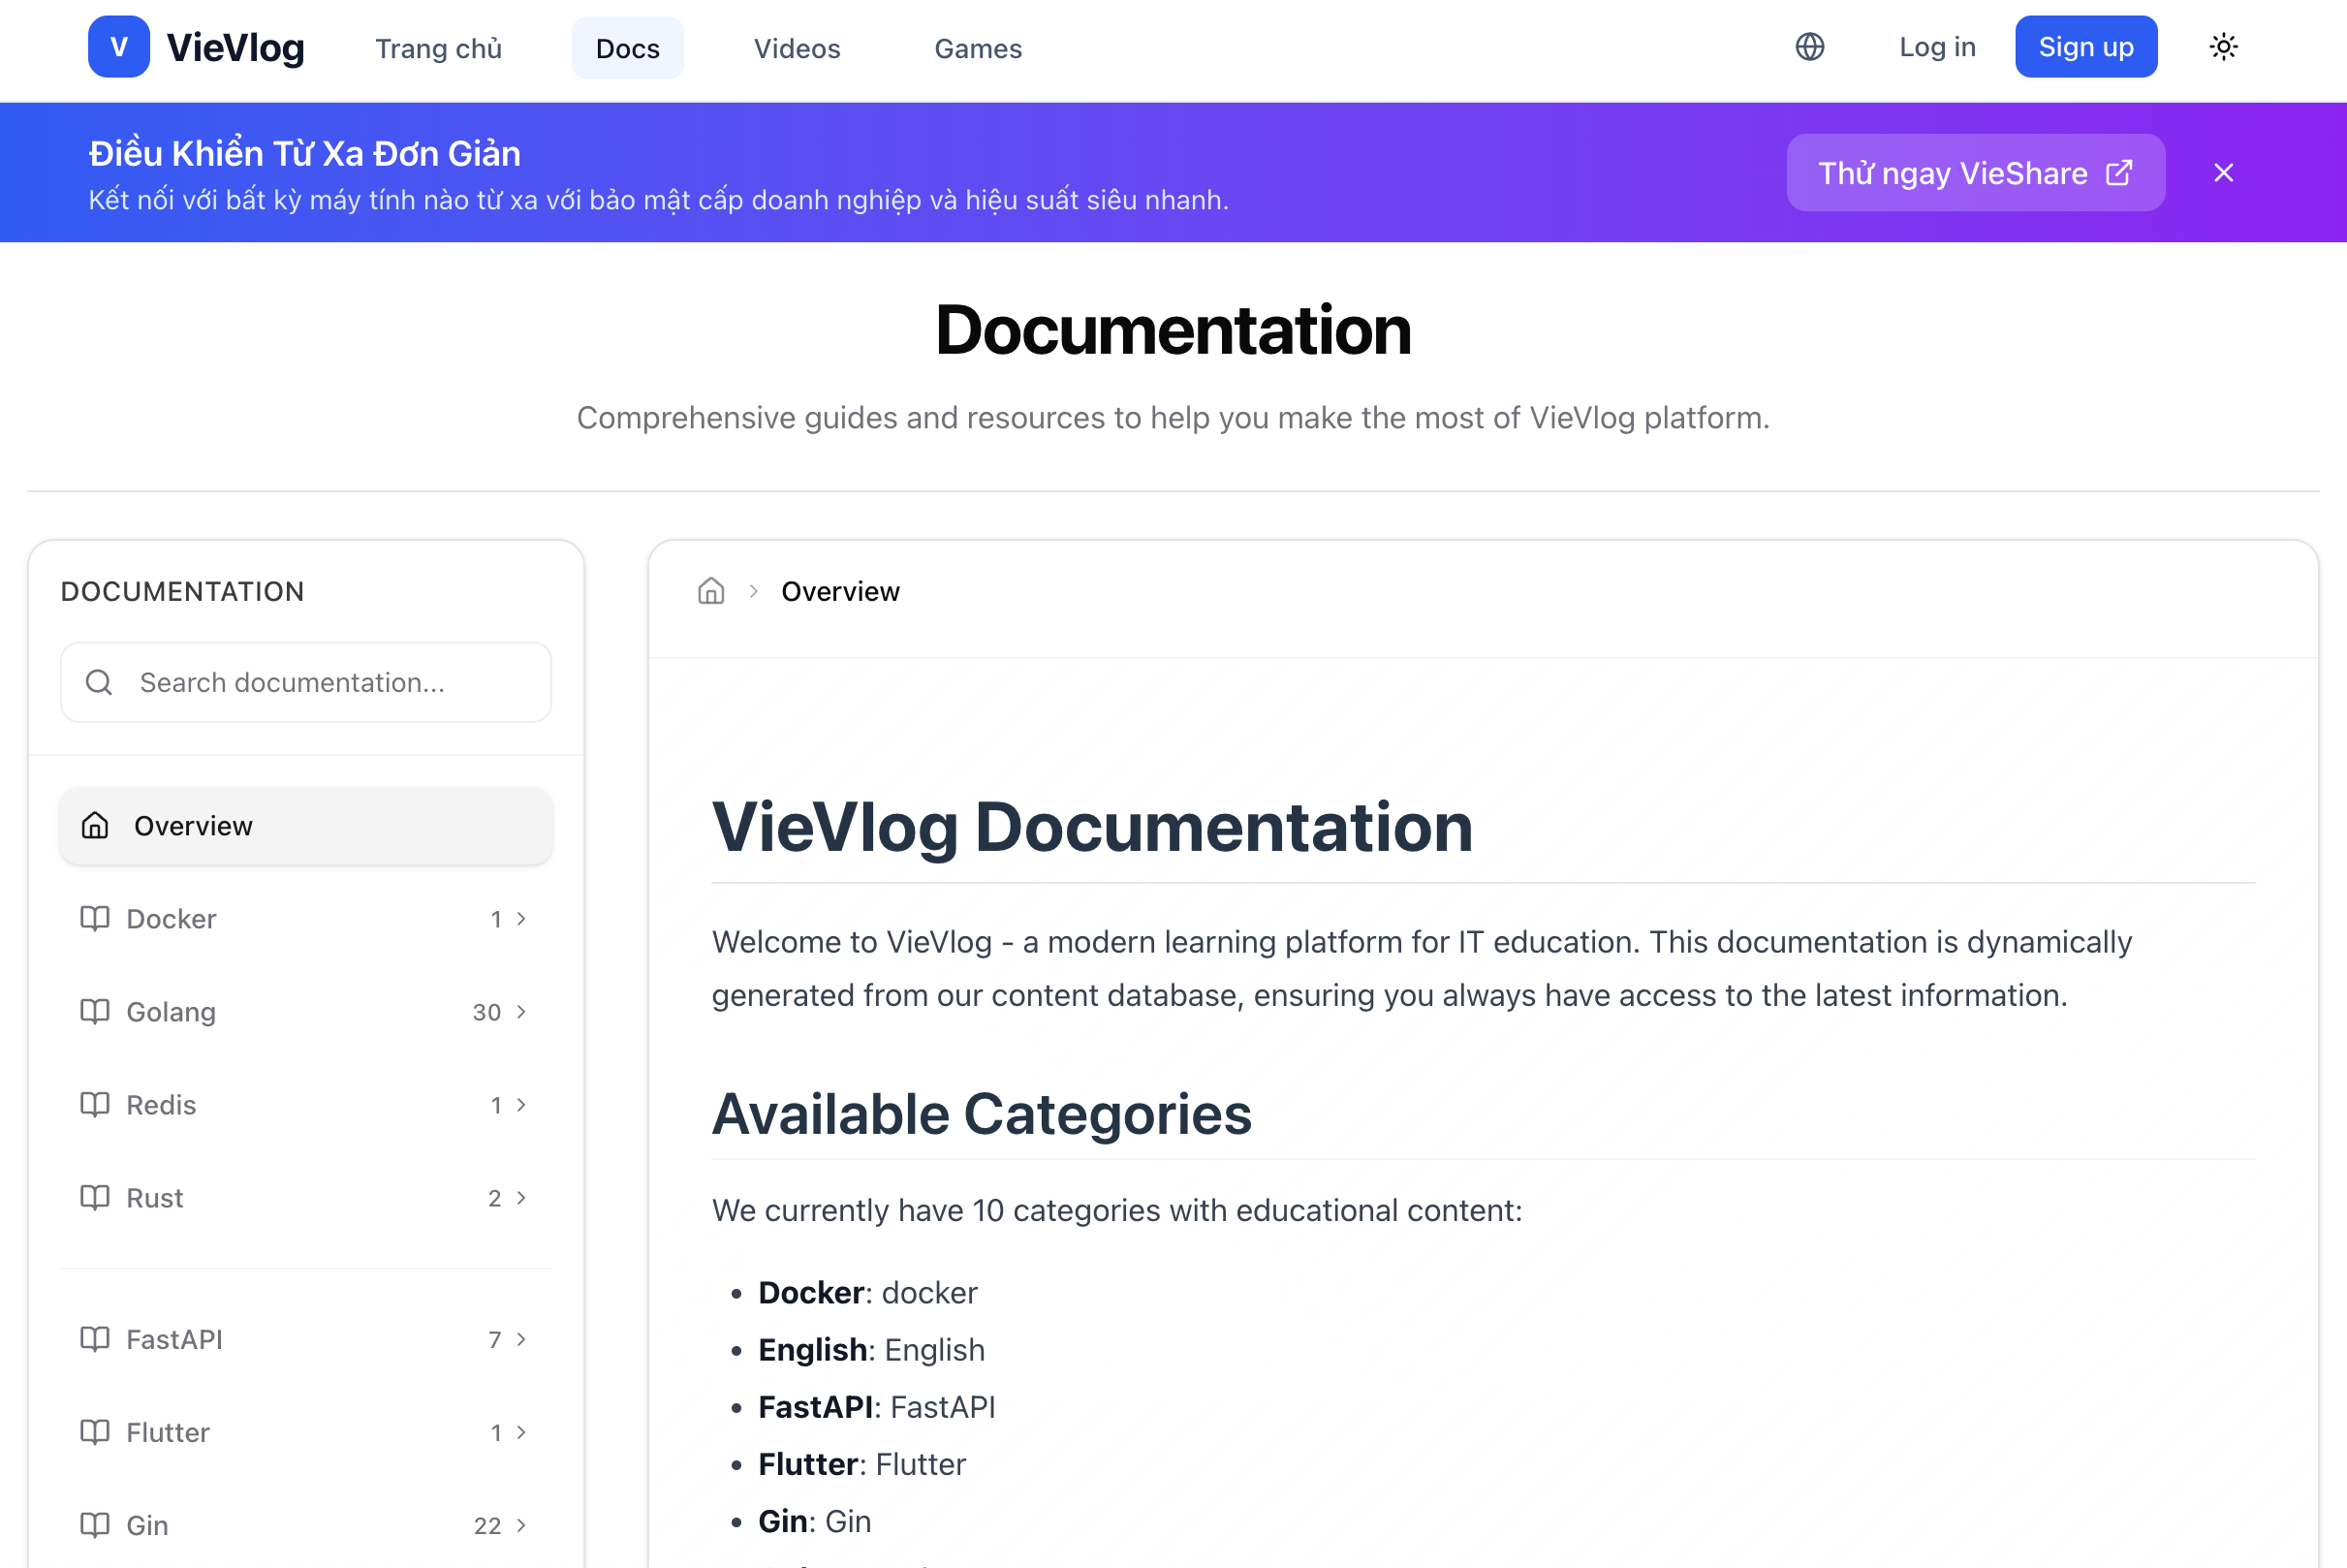 V VieVlog Trang chủ Docs Videos Games Log in Sign up
Điều Khiển Từ Xa Đơn Giản
Kết nối với bất kỳ máy tính nào từ xa với bảo mật cấp doanh nghiệp và hiệu suất siêu nhanh.
Thử ngay VieShare
Documentation
Comprehensive guides and resources to help you make the most of VieVlog platform.
DOCUMENTATION
Search documentation...
Overview
Docker 1
Golang 30
Redis 1
Rust 2
FastAPI 7
Flutter 1
Gin 22
Overview
VieVlog Documentation
Welcome to VieVlog - a modern learning platform for IT education. This documentation is dynamically
generated from our content database, ensuring you always have access to the latest information.
Available Categories
We currently have 10 categories with educational content:
• Docker: docker
• English: English
• FastAPI: FastAPI
• Flutter: Flutter
• Gin: Gin